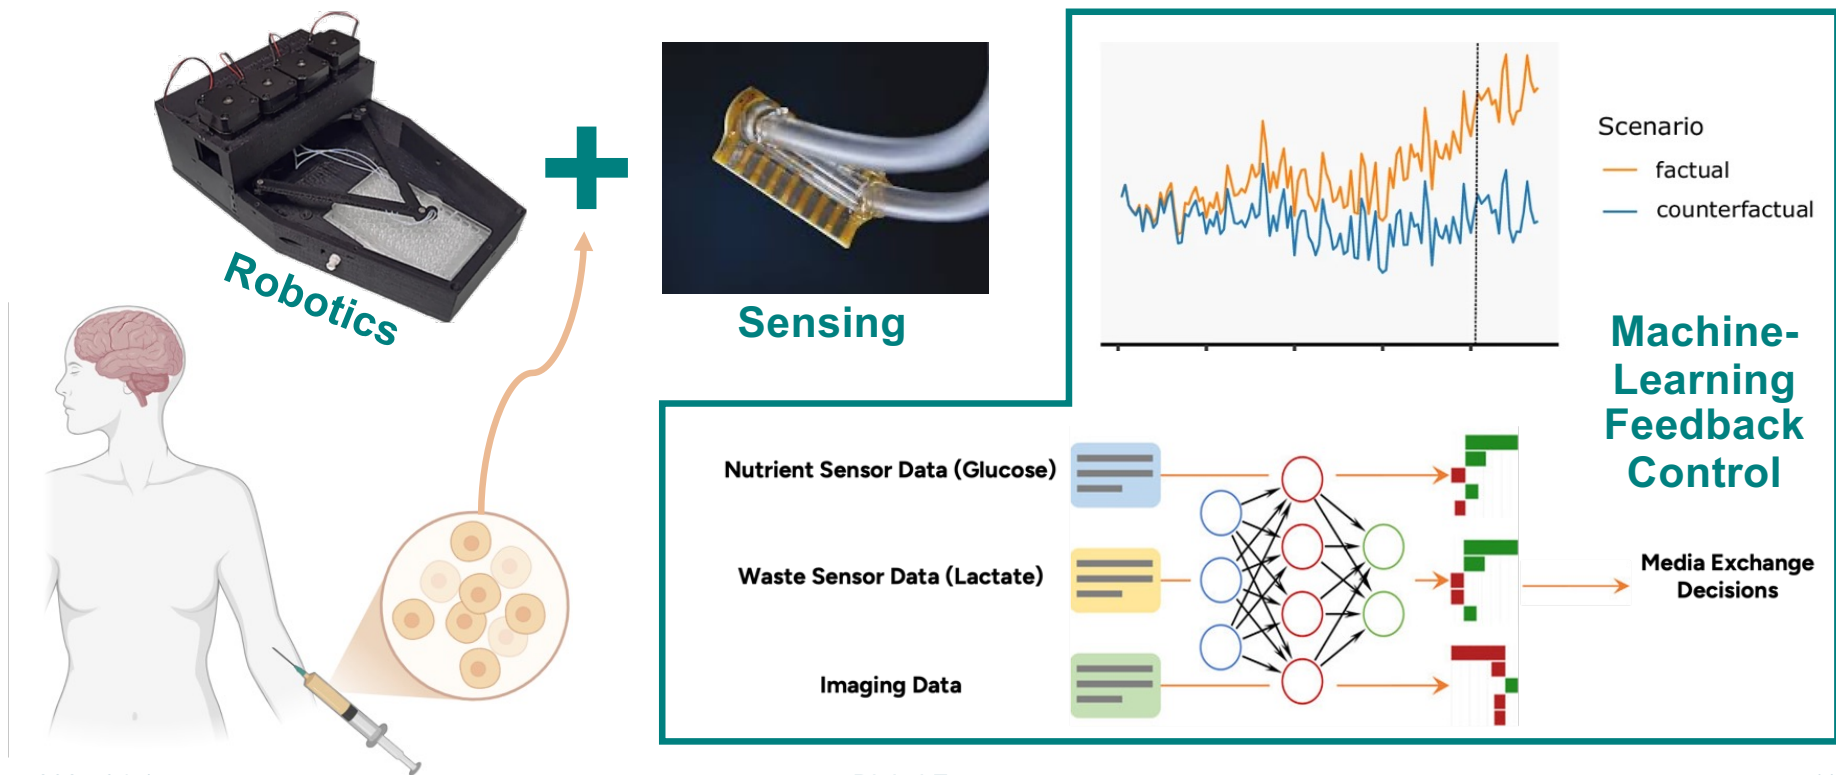 Robotics
Sensing
Scenario
factual
counterfactual
Machine-
Learning
Feedback
Control
Nutrient Sensor Data (Glucose)
Waste Sensor Data (Lactate)
Imaging Data
Media Exchange
Decisions